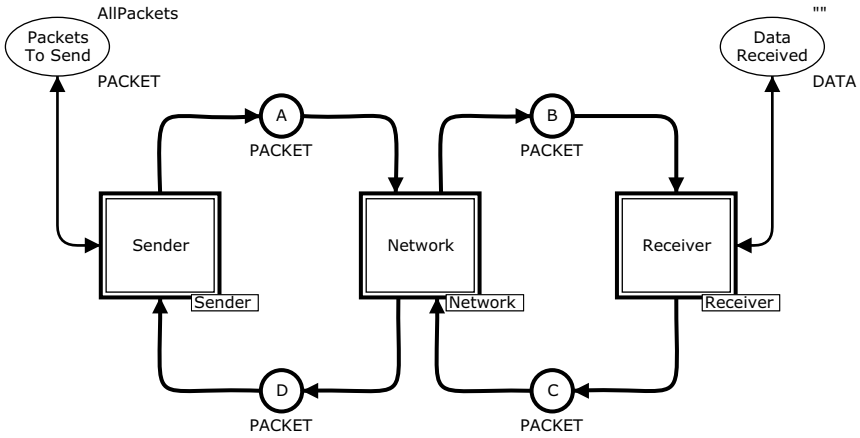 AllPackets
Packets
To Send
PACKET
""
Data
Received
DATA
A
PACKET
B
PACKET
Sender
Sender
Network
Network
Receiver
Receiver
D
PACKET
C
PACKET